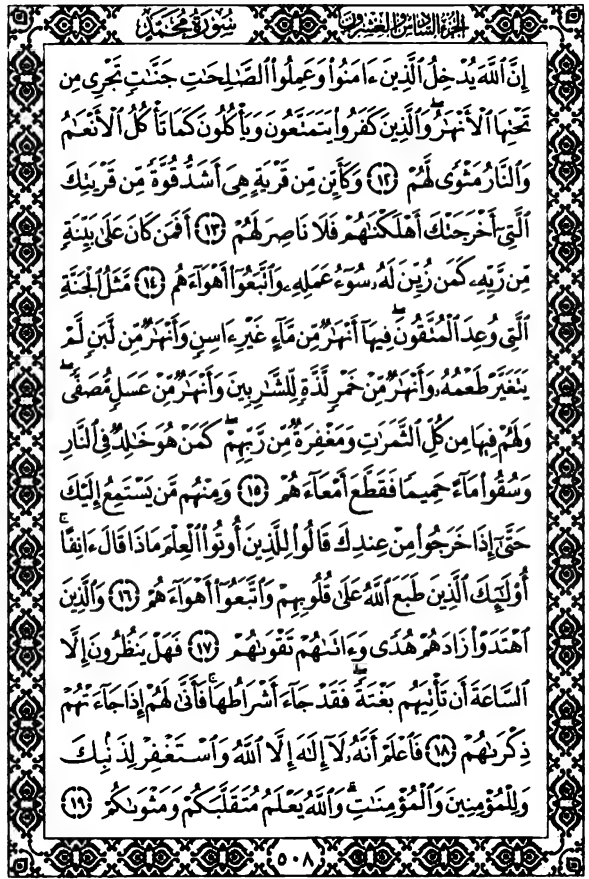 سُورَةُ مُحَمَّدٍ الجُزْءُ السَّادِسُ وَالعِشْرُونَ
إِنَّ ٱللَّهَ يُدْخِلُ ٱلَّذِينَ ءَامَنُوا۟ وَعَمِلُوا۟ ٱلصَّٰلِحَٰتِ جَنَّٰتٍ تَجْرِى مِن
تَحْتِهَا ٱلْأَنْهَٰرُ ۖ وَٱلَّذِينَ كَفَرُوا۟ يَتَمَتَّعُونَ وَيَأْكُلُونَ كَمَا تَأْكُلُ ٱلْأَنْعَٰمُ
وَٱلنَّارُ مَثْوًى لَّهُمْ ١٢ وَكَأَيِّن مِّن قَرْيَةٍ هِىَ أَشَدُّ قُوَّةً مِّن قَرْيَتِكَ
ٱلَّتِىٓ أَخْرَجَتْكَ أَهْلَكْنَٰهُمْ فَلَا نَاصِرَ لَهُمْ ١٣ أَفَمَن كَانَ عَلَىٰ بَيِّنَةٍ
مِّن رَّبِّهِۦ كَمَن زُيِّنَ لَهُۥ سُوٓءُ عَمَلِهِۦ وَٱتَّبَعُوٓا۟ أَهْوَآءَهُم ١٤ مَّثَلُ ٱلْجَنَّةِ
ٱلَّتِى وُعِدَ ٱلْمُتَّقُونَ ۖ فِيهَآ أَنْهَٰرٌ مِّن مَّآءٍ غَيْرِ ءَاسِنٍ وَأَنْهَٰرٌ مِّن لَّبَنٍ لَّمْ
يَتَغَيَّرْ طَعْمُهُۥ وَأَنْهَٰرٌ مِّنْ خَمْرٍ لَّذَّةٍ لِّلشَّٰرِبِينَ وَأَنْهَٰرٌ مِّنْ عَسَلٍ مُّصَفًّى ۖ
وَلَهُمْ فِيهَا مِن كُلِّ ٱلثَّمَرَٰتِ وَمَغْفِرَةٌ مِّن رَّبِّهِمْ ۖ كَمَنْ هُوَ خَٰلِدٌ فِى ٱلنَّارِ
وَسُقُوا۟ مَآءً حَمِيمًا فَقَطَّعَ أَمْعَآءَهُمْ ١٥ وَمِنْهُم مَّن يَسْتَمِعُ إِلَيْكَ
حَتَّىٰٓ إِذَا خَرَجُوا۟ مِنْ عِندِكَ قَالُوا۟ لِلَّذِينَ أُوتُوا۟ ٱلْعِلْمَ مَاذَا قَالَ ءَانِفًا ۚ
أُو۟لَٰٓئِكَ ٱلَّذِينَ طَبَعَ ٱللَّهُ عَلَىٰ قُلُوبِهِمْ وَٱتَّبَعُوٓا۟ أَهْوَآءَهُمْ ١٦ وَٱلَّذِينَ
ٱهْتَدَوْا۟ زَادَهُمْ هُدًى وَءَاتَىٰهُمْ تَقْوَىٰهُمْ ١٧ فَهَلْ يَنظُرُونَ إِلَّا
ٱلسَّاعَةَ أَن تَأْتِيَهُم بَغْتَةً ۖ فَقَدْ جَآءَ أَشْرَاطُهَا ۚ فَأَنَّىٰ لَهُمْ إِذَا جَآءَتْهُمْ
ذِكْرَىٰهُمْ ١٨ فَٱعْلَمْ أَنَّهُۥ لَآ إِلَٰهَ إِلَّا ٱللَّهُ وَٱسْتَغْفِرْ لِذَنۢبِكَ
وَلِلْمُؤْمِنِينَ وَٱلْمُؤْمِنَٰتِ ۗ وَٱللَّهُ يَعْلَمُ مُتَقَلَّبَكُمْ وَمَثْوَىٰكُمْ ١٩
٥٠٨